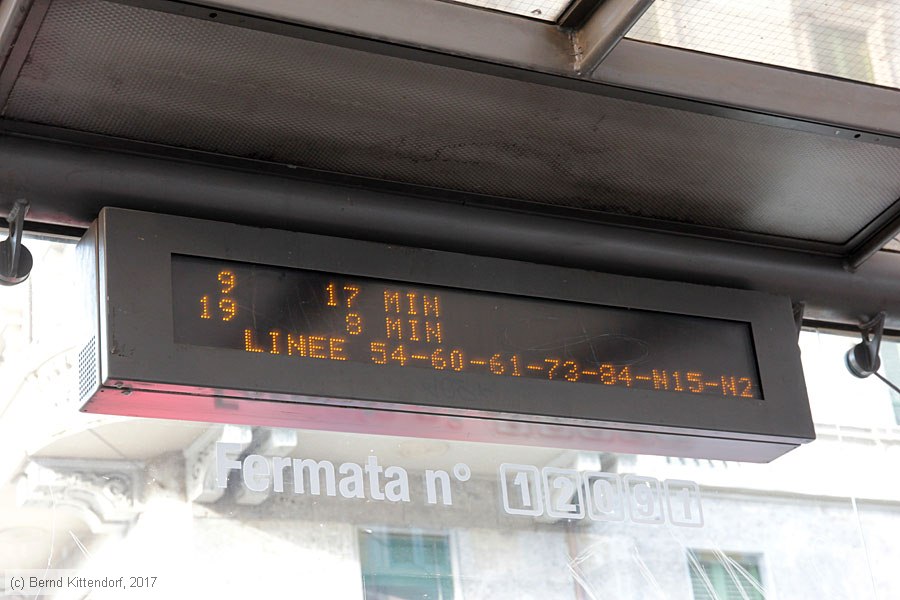 9 17 MIN
19 8 MIN
LINEE 54-60-61-73-84-N15-N2
Fermata n° 12091
(c) Bernd Kittendorf, 2017